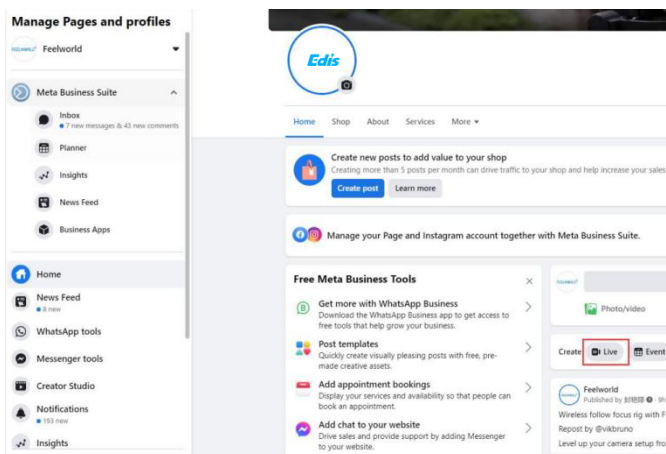 Manage Pages and profiles
Feelworld
Meta Business Suite
Inbox
7 new messages & 43 new comments
Planner
Insights
News Feed
Business Apps
Home
News Feed
8 new
WhatsApp tools
Messenger tools
Creator Studio
Notifications
193 new
Insights
Edis
Home Shop About Services More
Create new posts to add value to your shop
Creating more than 5 posts per month can drive traffic to your shop and help increase your sales
Create post Learn more
Manage your Page and Instagram account together with Meta Business Suite.
Free Meta Business Tools
Get more with WhatsApp Business
Download the WhatsApp Business app to get access to
free tools that help grow your business.
Post templates
Quickly create visually pleasing posts with free, pre-
made creative assets.
Add appointment bookings
Display your services and availability so that people can
book an appointment.
Add chat to your website
Drive sales and provide support by adding Messenger
to your website.
Photo/video
Create Live Event
Feelworld
Published by
Wireless follow focus rig with F
Repost by @vikbruno
Level up your camera setup fro